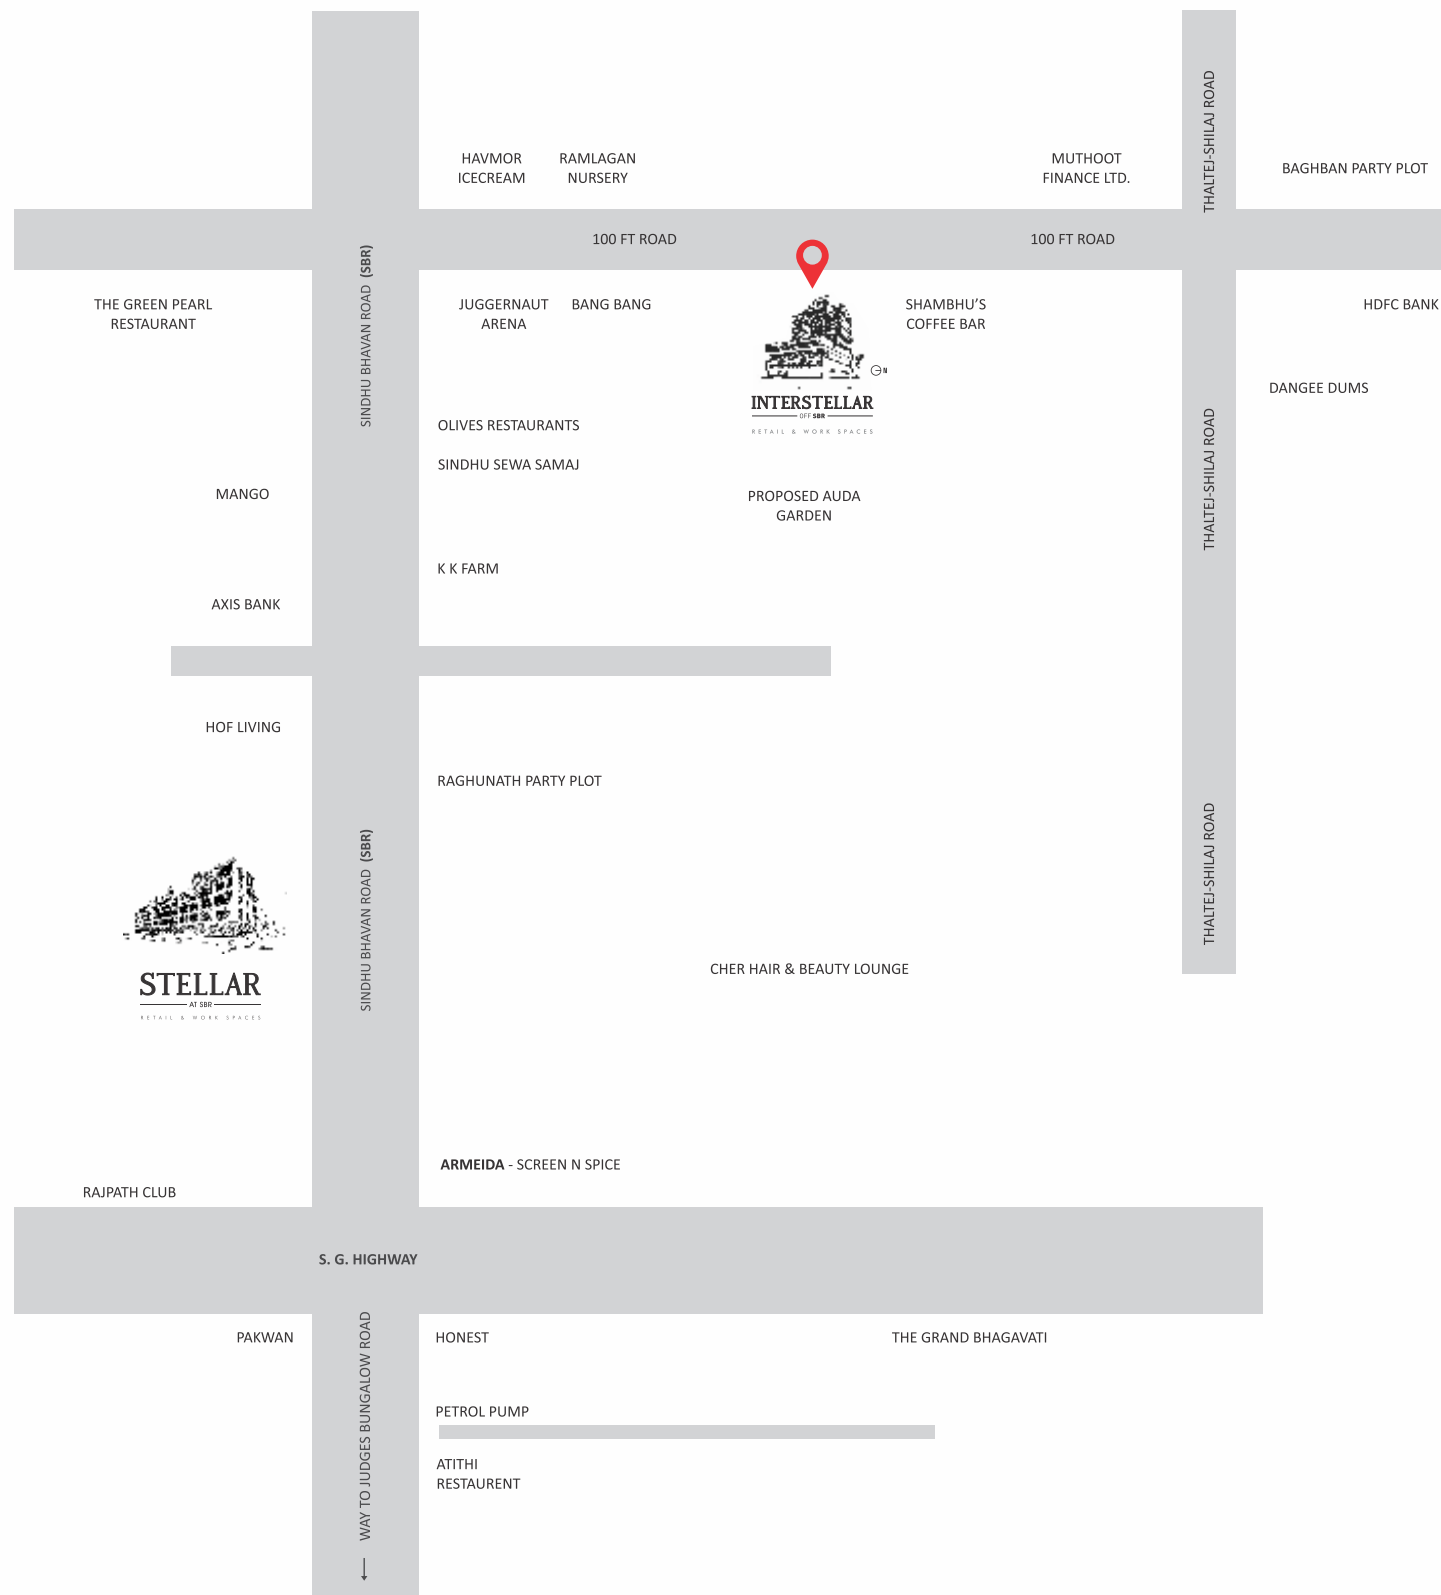 THALTEJ-SHILAJ ROAD
HAVMOR
ICECREAM
RAMLAGAN
NURSERY
MUTHOOT
FINANCE LTD.
BAGHBAN PARTY PLOT
100 FT ROAD
100 FT ROAD
SINDHU BHAVAN ROAD (SBR)
THE GREEN PEARL
RESTAURANT
JUGGERNAUT
ARENA
BANG BANG
SHAMBHU'S
COFFEE BAR
HDFC BANK
N
INTERSTELLAR
OFF SBR
RETAIL & WORK SPACES
DANGEE DUMS
OLIVES RESTAURANTS
SINDHU SEWA SAMAJ
THALTEJ-SHILAJ ROAD
MANGO
PROPOSED AUDA
GARDEN
K K FARM
AXIS BANK
HOF LIVING
RAGHUNATH PARTY PLOT
SINDHU BHAVAN ROAD (SBR)
THALTEJ-SHILAJ ROAD
STELLAR
AT SBR
RETAIL & WORK SPACES
CHER HAIR & BEAUTY LOUNGE
ARMEIDA - SCREEN N SPICE
RAJPATH CLUB
S. G. HIGHWAY
PAKWAN
HONEST
THE GRAND BHAGAVATI
WAY TO JUDGES BUNGALOW ROAD
PETROL PUMP
ATITHI
RESTAURENT